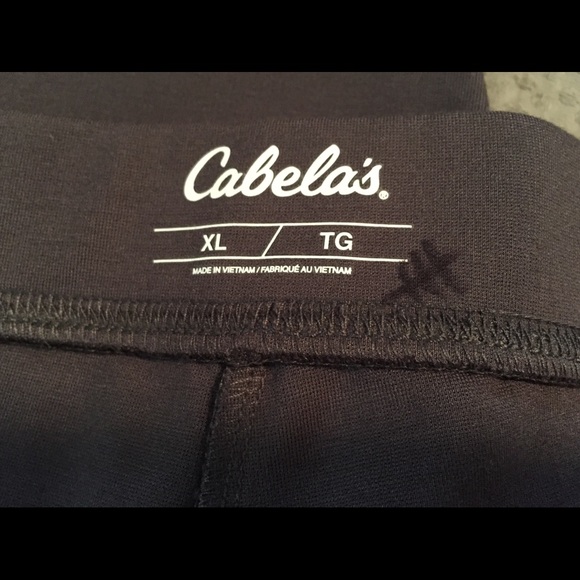 Cabela's®
XL / TG
MADE IN VIETNAM / FABRIQUÉ AU VIETNAM